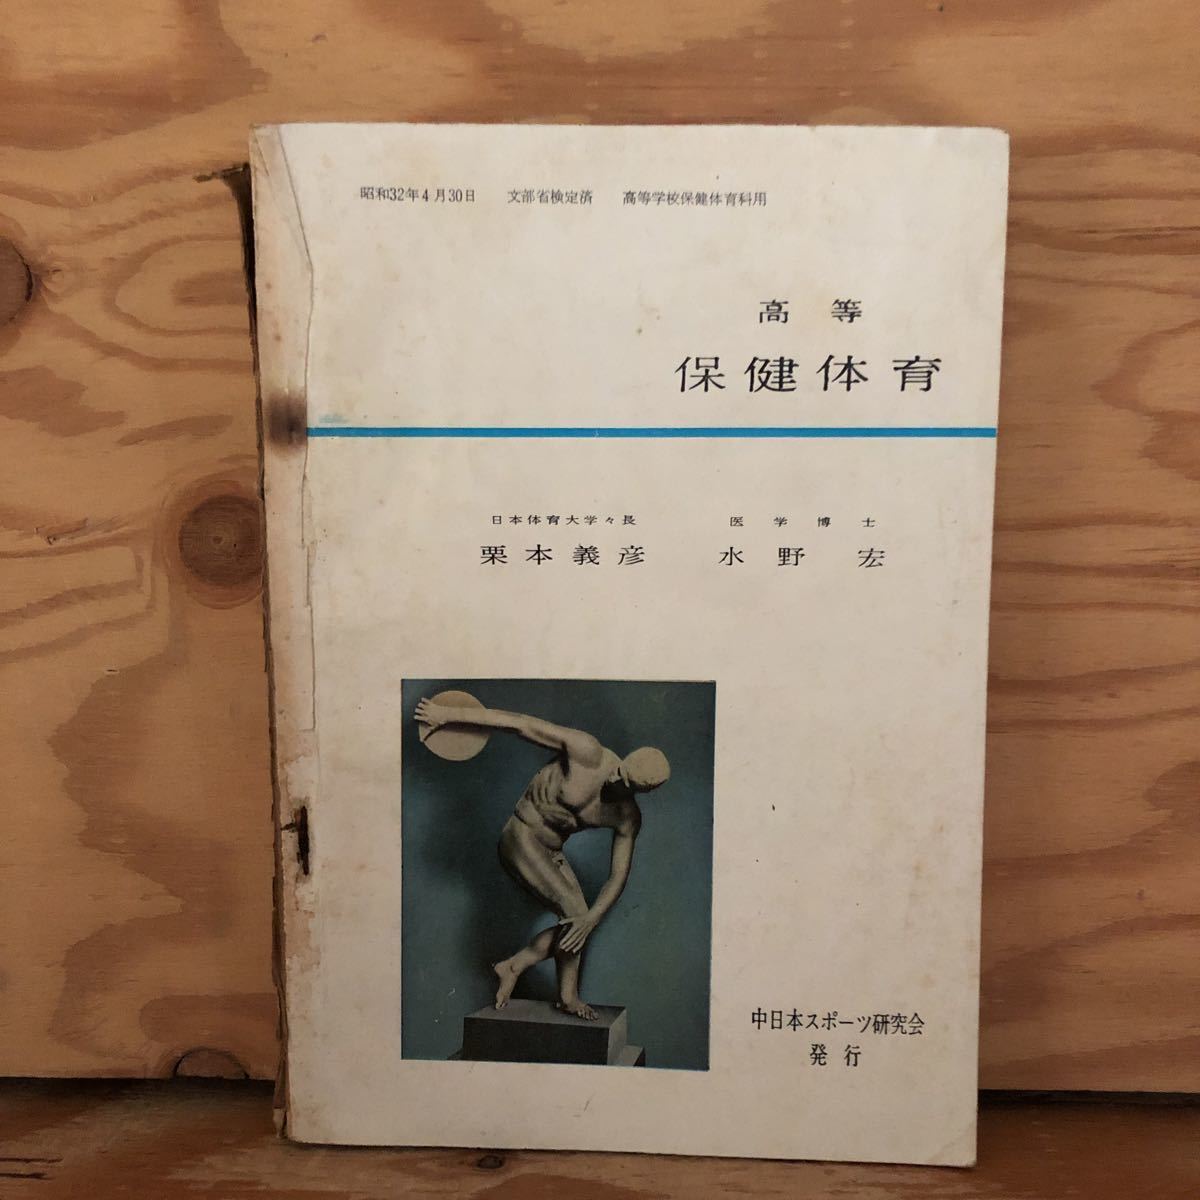 昭和32年4月30日　文部省検定済　高等学校保健体育科用
高等
保健体育
日本体育大学々長　医学博士
栗本義彦　水野宏
中日本スポーツ研究会
発行